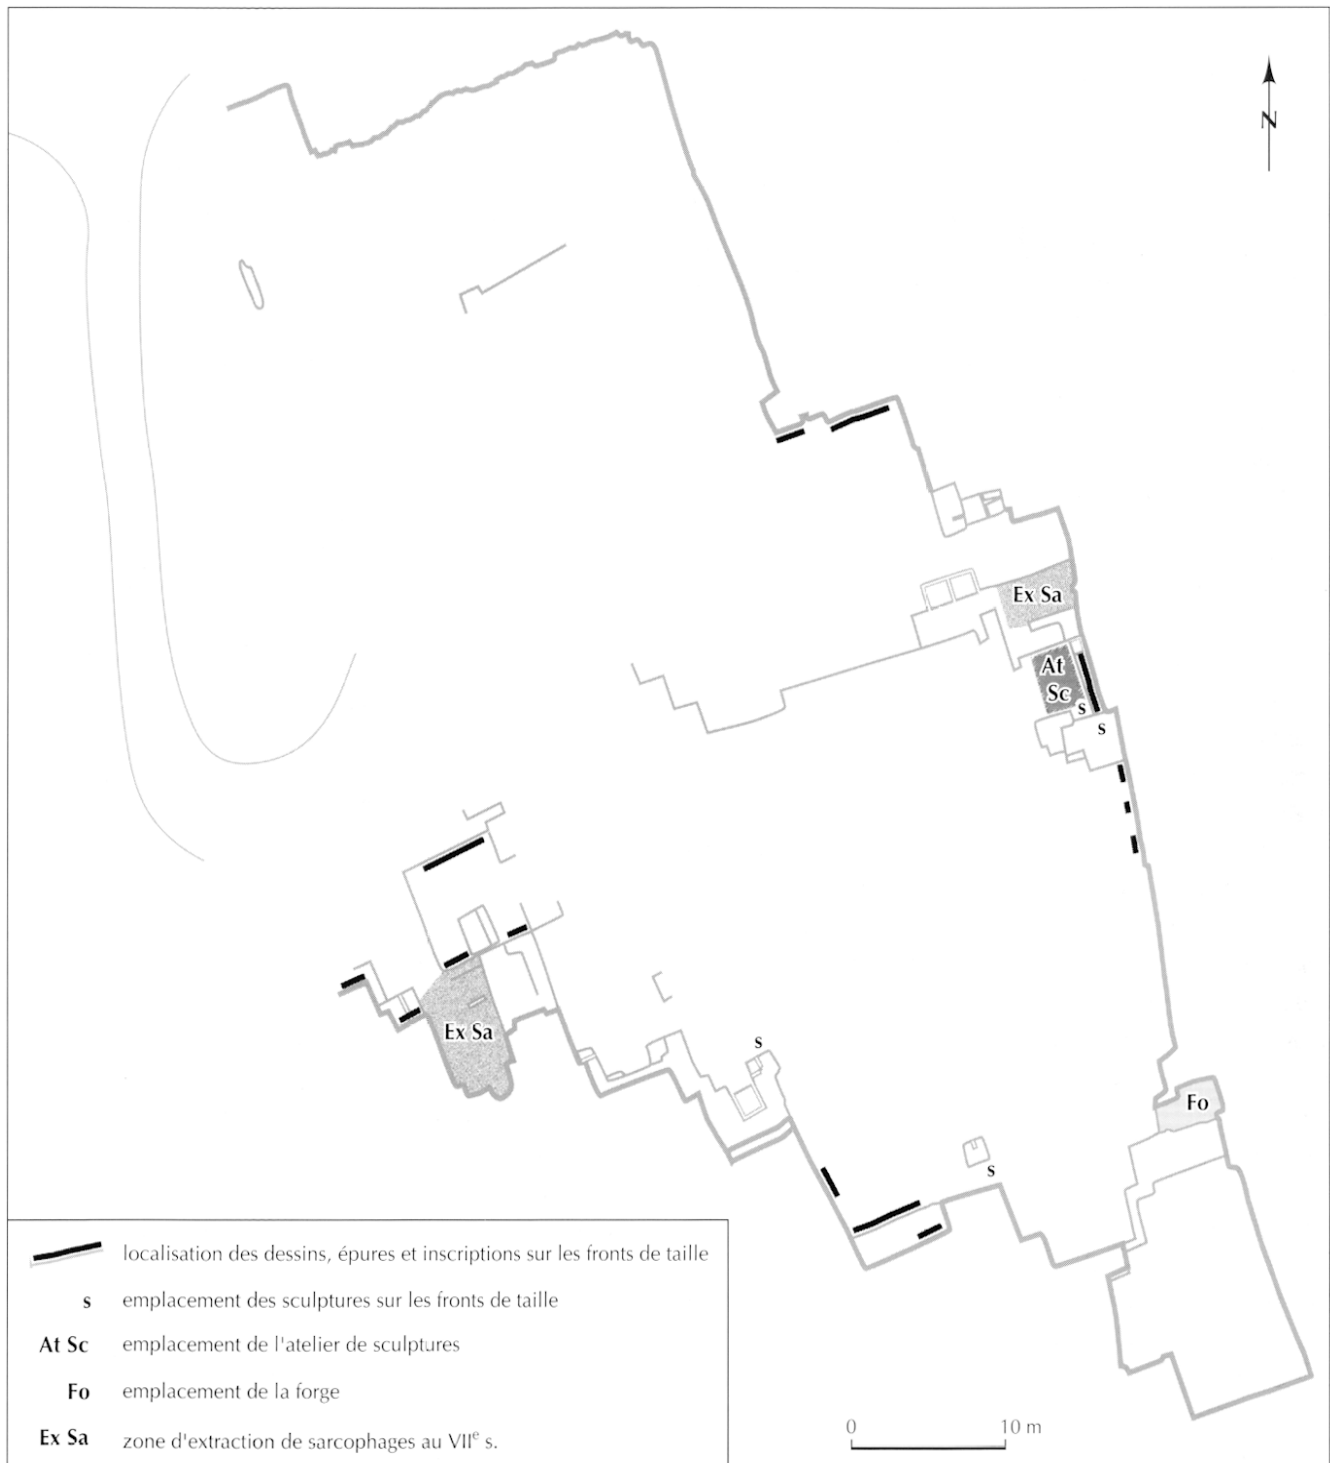 N
Ex Sa
At
Sc
s
s
Ex Sa
s
Fo
s
localisation des dessins, épures et inscriptions sur les fronts de taille
s emplacement des sculptures sur les fronts de taille
At Sc emplacement de l'atelier de sculptures
Fo emplacement de la forge
Ex Sa zone d'extraction de sarcophages au VIIe s.
0 10 m